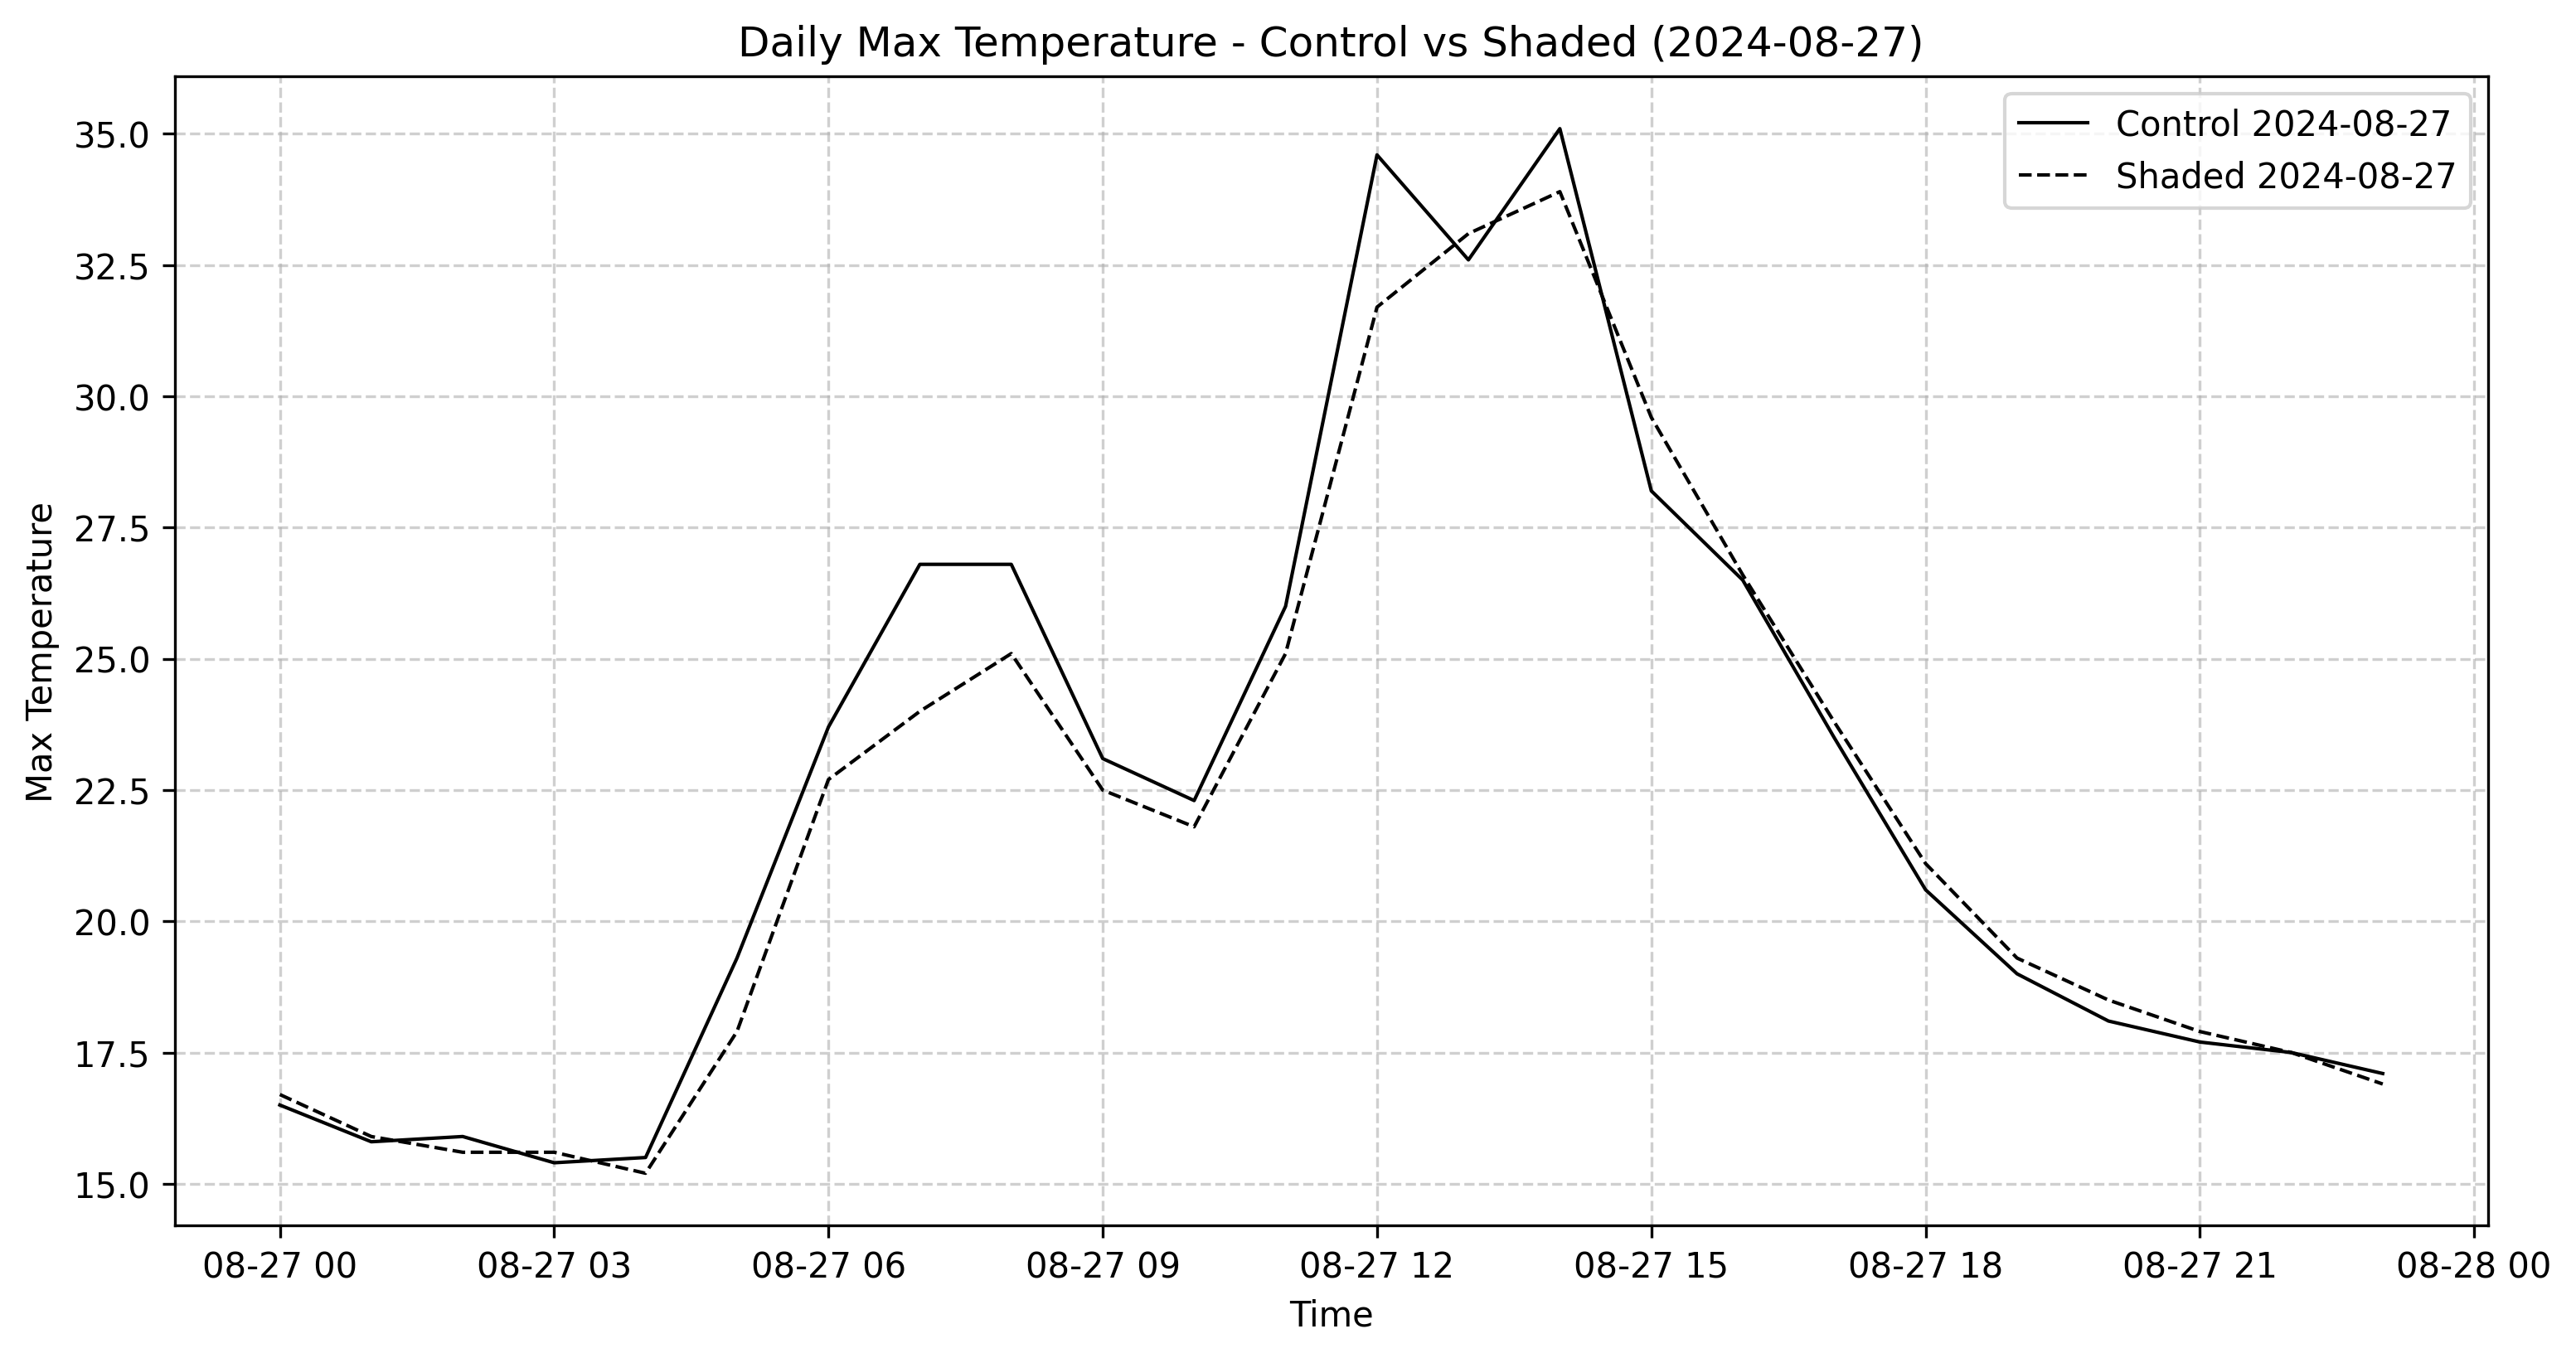 Daily Max Temperature - Control vs Shaded (2024-08-27)
Control 2024-08-27
Shaded 2024-08-27
Max Temperature
35.0
32.5
30.0
27.5
25.0
22.5
20.0
17.5
15.0
08-27 00 08-27 03 08-27 06 08-27 09 08-27 12 08-27 15 08-27 18 08-27 21 08-28 00
Time